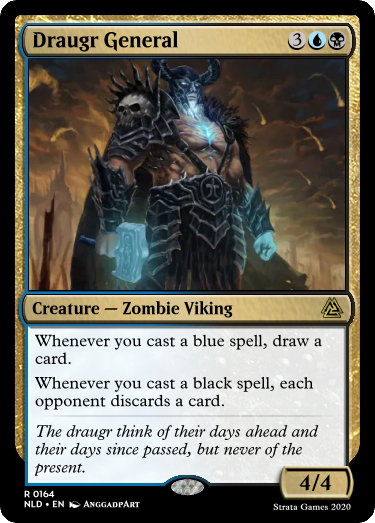 Draugr General 3
Creature — Zombie Viking
Whenever you cast a blue spell, draw a
card.
Whenever you cast a black spell, each
opponent discards a card.
The draugr think of their days ahead and
their days since passed, but never of the
present.
4/4
R 0164
NLD • EN AnggadpArt
Strata Games 2020